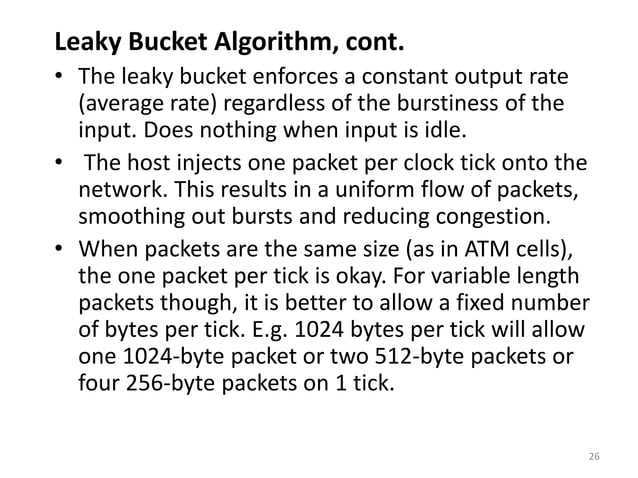 Leaky Bucket Algorithm, cont.
• The leaky bucket enforces a constant output rate
(average rate) regardless of the burstiness of the
input. Does nothing when input is idle.
• The host injects one packet per clock tick onto the
network. This results in a uniform flow of packets,
smoothing out bursts and reducing congestion.
• When packets are the same size (as in ATM cells),
the one packet per tick is okay. For variable length
packets though, it is better to allow a fixed number
of bytes per tick. E.g. 1024 bytes per tick will allow
one 1024-byte packet or two 512-byte packets or
four 256-byte packets on 1 tick.
26